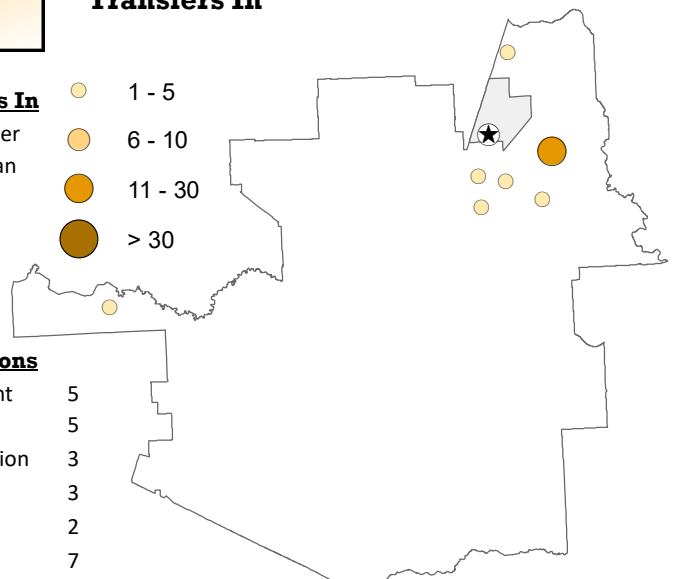 Transfers In
s In
er
an
1 - 5
6 - 10
11 - 30
> 30
ons
nt 5
5
ion 3
3
2
7